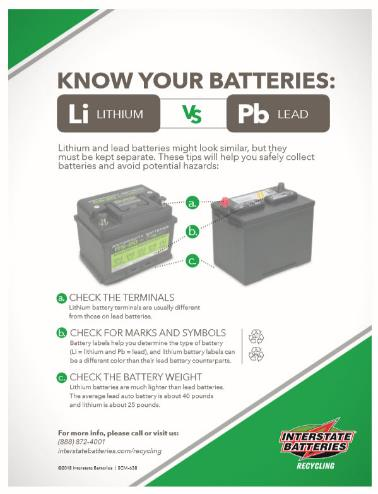 KNOW YOUR BATTERIES:
Li LITHIUM VS Pb LEAD
Lithium and lead batteries might look similar, but they
must be kept separate. These tips will help you safely collect
batteries and avoid potential hazards:
a.
b.
c.
a. CHECK THE TERMINALS
Lithium battery terminals are usually different
from those on lead batteries.
b. CHECK FOR MARKS AND SYMBOLS
Battery labels help you determine the type of battery
(Li = lithium and Pb = lead), and lithium battery labels can
be a different color than their lead battery counterparts.
c. CHECK THE BATTERY WEIGHT
Lithium batteries are much lighter than lead batteries.
The average lead auto battery is about 40 pounds
and lithium is about 25 pounds.
For more info, please call or visit us:
(888) 872-4001
interstatebatteries.com/recycling
INTERSTATE
BATTERIES
RECYCLING
©2018 Interstate Batteries | ECM-638